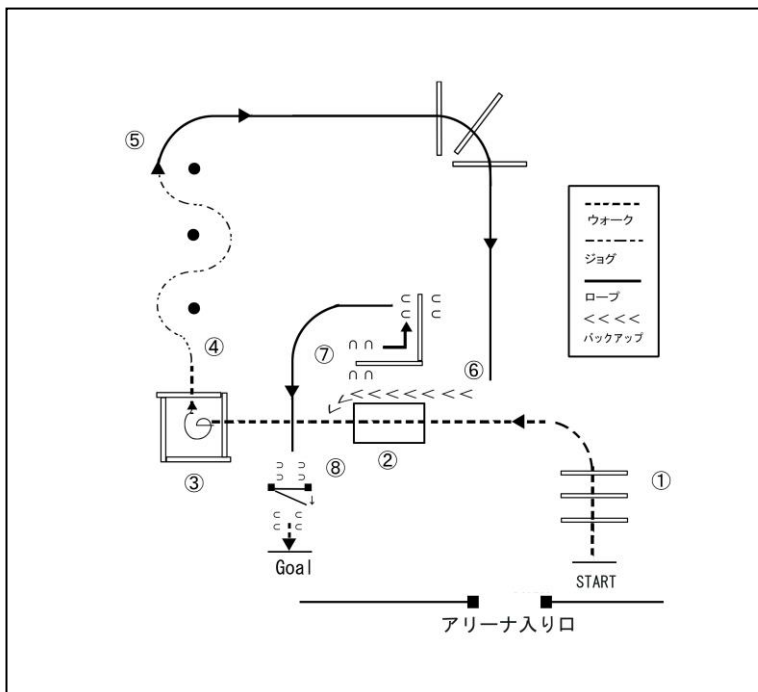 ⑤
ウォーク
ジョグ
ロープ
バックアップ
④
⑦
⑥
③
②
①
⑧
Goal
START
アリーナ入り口